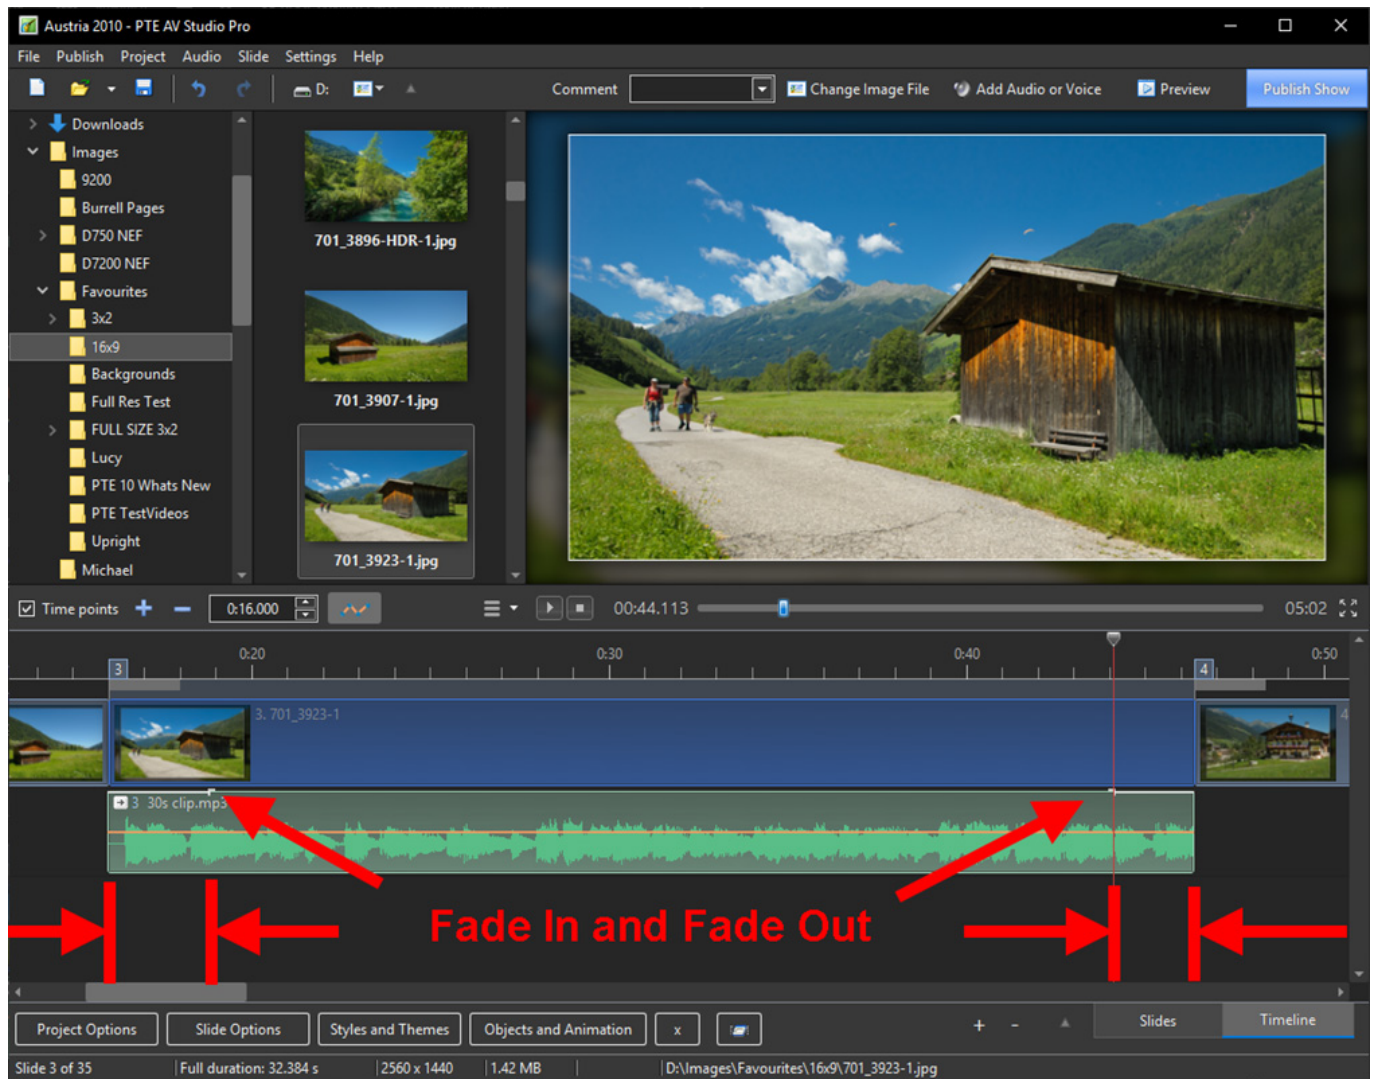 Austria 2010 - PTE AV Studio Pro
File Publish Project Audio Slide Settings Help
D: Comment Change Image File Add Audio or Voice Preview Publish Show
Downloads
Images
9200
Burrell Pages
D750 NEF
D7200 NEF
Favourites
3x2
16x9
Backgrounds
Full Res Test
FULL SIZE 3x2
Lucy
PTE 10 Whats New
PTE TestVideos
Upright
Michael
701_3896-HDR-1.jpg
701_3907-1.jpg
701_3923-1.jpg
Time points 0:16.000 00:44.113 05:02
0:20 0:30 0:40 0:50
3 4
3. 701_3923-1 4
3 30s clip.mp3
Fade In and Fade Out
Project Options Slide Options Styles and Themes Objects and Animation x + - Slides Timeline
Slide 3 of 35 Full duration: 32.384 s 2560 x 1440 1.42 MB D:\Images\Favourites\16x9\701_3923-1.jpg